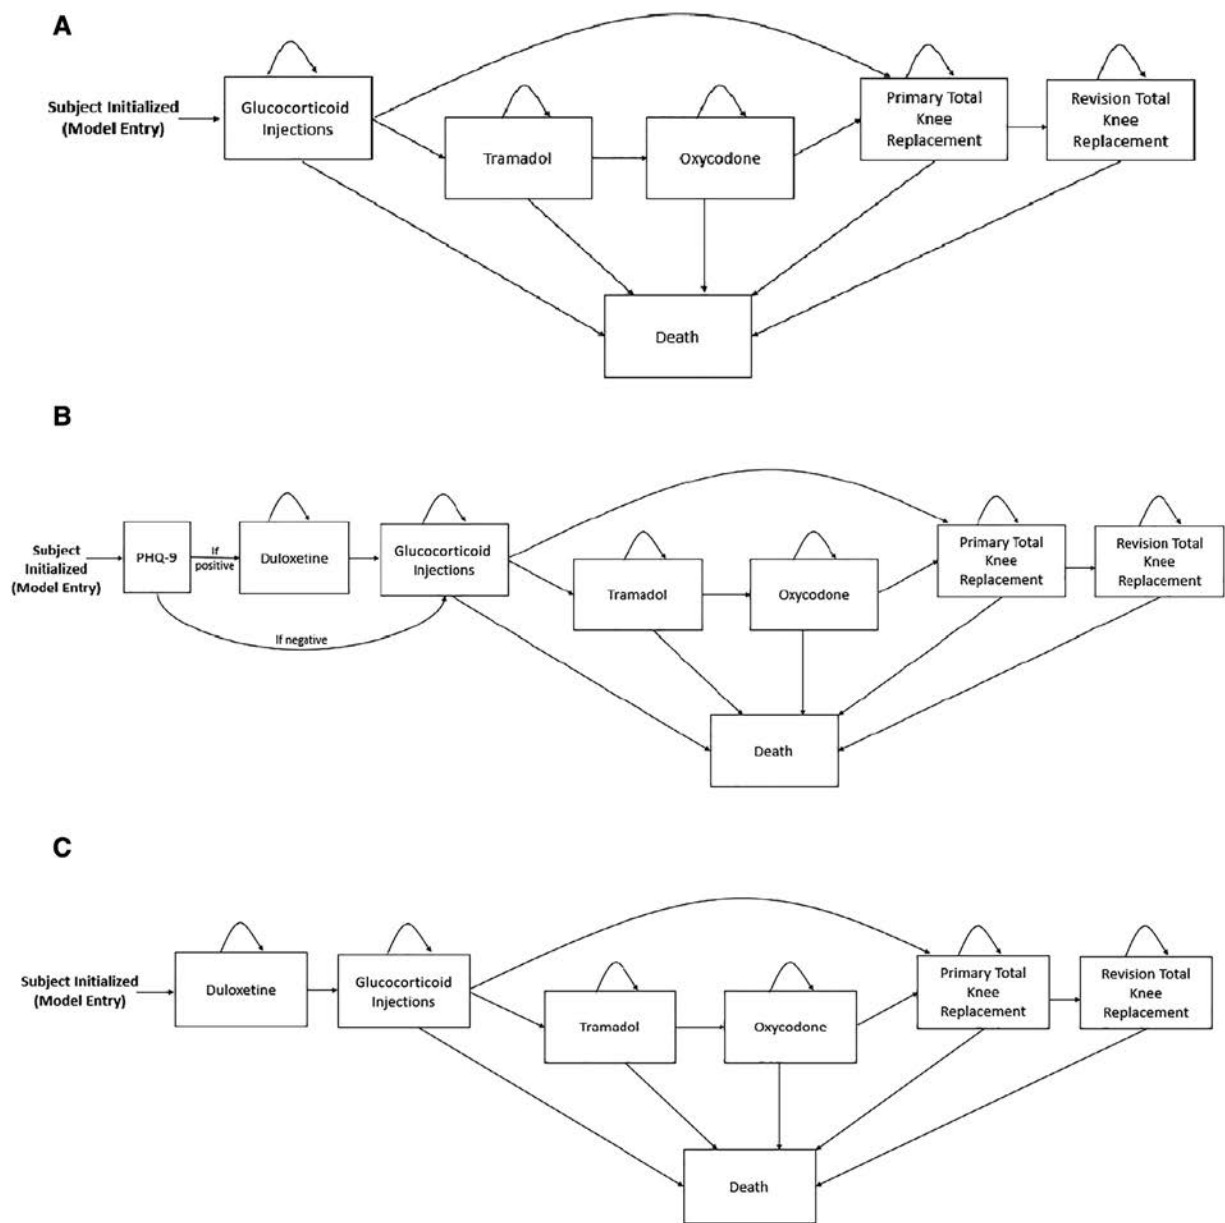 A
Subject Initialized
(Model Entry)
Glucocorticoid
Injections
Tramadol
Oxycodone
Primary Total
Knee
Replacement
Revision Total
Knee
Replacement
Death
B
Subject
Initialized
(Model Entry)
PHQ-9
If
positive
Duloxetine
Glucocorticoid
Injections
If negative
Tramadol
Oxycodone
Primary Total
Knee
Replacement
Revision Total
Knee
Replacement
Death
C
Subject Initialized
(Model Entry)
Duloxetine
Glucocorticoid
Injections
Tramadol
Oxycodone
Primary Total
Knee
Replacement
Revision Total
Knee
Replacement
Death